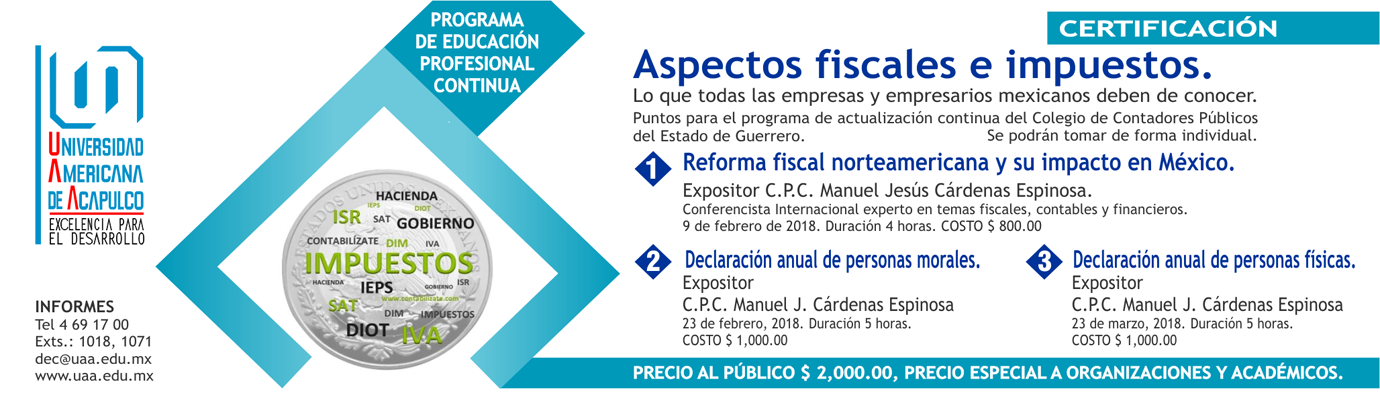 UNIVERSIDAD
AMERICANA
DE ACAPULCO
EXCELENCIA PARA
EL DESARROLLO
INFORMES
Tel 4 69 17 00
Exts.: 1018, 1071
dec@uaa.edu.mx
www.uaa.edu.mx
PROGRAMA
DE EDUCACIÓN
PROFESIONAL
CONTINUA
HACIENDA
IEPS
DIOT
ISR
SAT
GOBIERNO
CONTABILÍZATE
DIM
IVA
IMPUESTOS
HACIENDA
IEPS
GOBIERNO
ISR
www.contabilizate.com
SAT
DIM
IMPUESTOS
DIOT
IVA
CERTIFICACIÓN
Aspectos fiscales e impuestos.
Lo que todas las empresas y empresarios mexicanos deben de conocer.
Puntos para el programa de actualización continua del Colegio de Contadores Públicos
del Estado de Guerrero. Se podrán tomar de forma individual.
1 Reforma fiscal norteamericana y su impacto en México.
Expositor C.P.C. Manuel Jesús Cárdenas Espinosa.
Conferencista Internacional experto en temas fiscales, contables y financieros.
9 de febrero de 2018. Duración 4 horas. COSTO $ 800.00
2 Declaración anual de personas morales.
Expositor
C.P.C. Manuel J. Cárdenas Espinosa
23 de febrero, 2018. Duración 5 horas.
COSTO $ 1,000.00
3 Declaración anual de personas físicas.
Expositor
C.P.C. Manuel J. Cárdenas Espinosa
23 de marzo, 2018. Duración 5 horas.
COSTO $ 1,000.00
PRECIO AL PÚBLICO $ 2,000.00, PRECIO ESPECIAL A ORGANIZACIONES Y ACADÉMICOS.